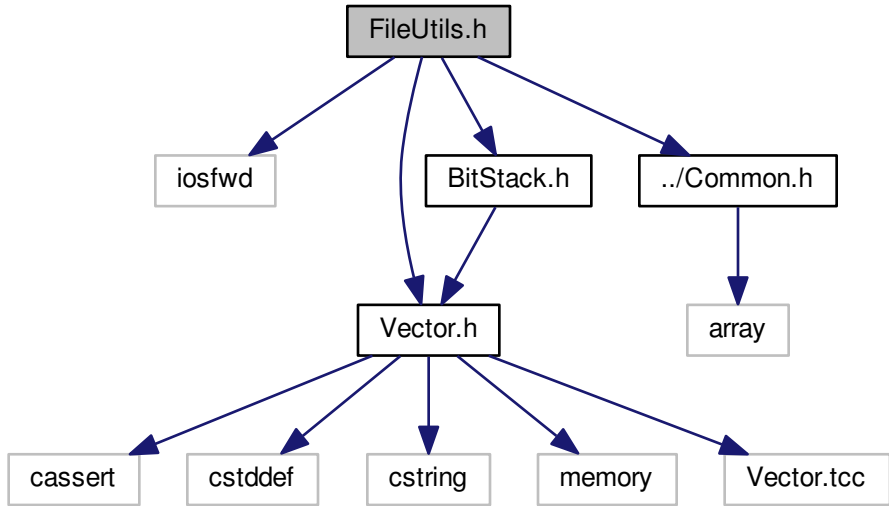 FileUtils.h
iosfwd
BitStack.h
../Common.h
Vector.h
array
cassert
cstddef
cstring
memory
Vector.tcc